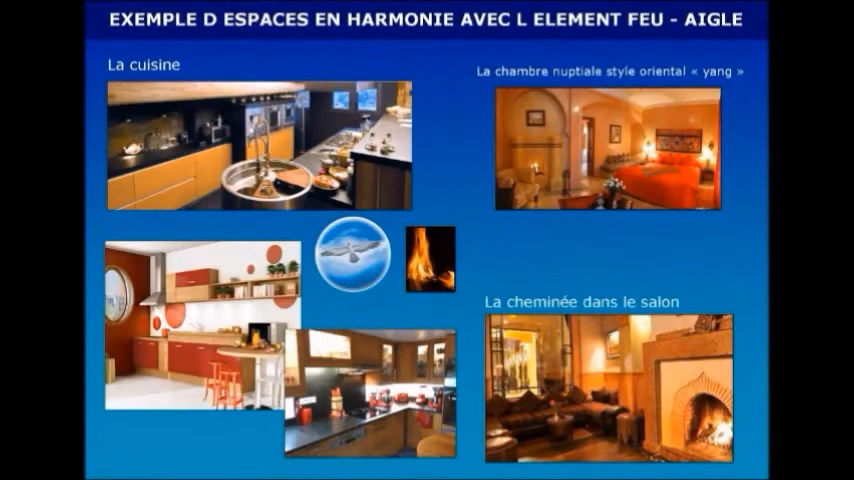 EXEMPLE D ESPACES EN HARMONIE AVEC L ELEMENT FEU - AIGLE
La cuisine
La chambre nuptiale style oriental « yang »
La cheminée dans le salon